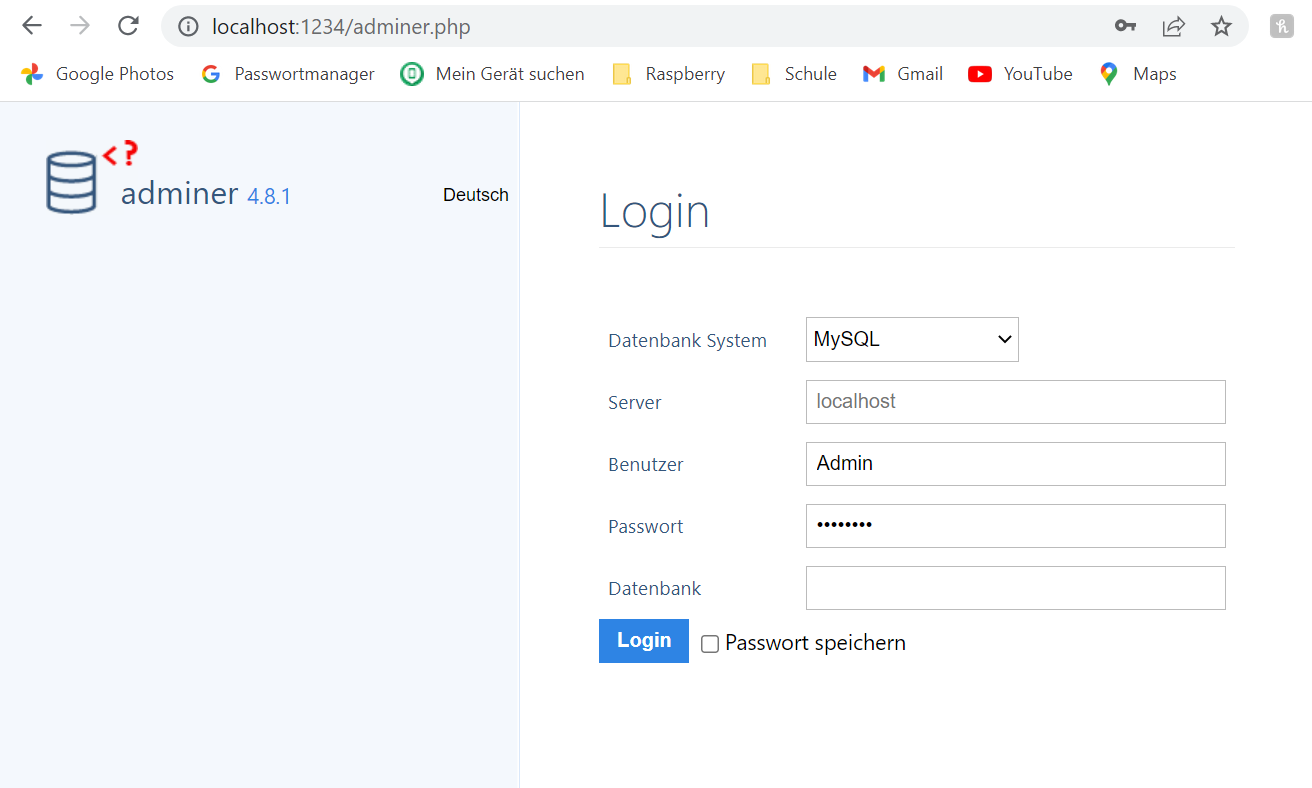 localhost:1234/adminer.php
Google Photos Passwortmanager Mein Gerät suchen Raspberry Schule Gmail YouTube Maps
<?
adminer 4.8.1 Deutsch
Login
Datenbank System MySQL
Server localhost
Benutzer Admin
Passwort ••••••••
Datenbank
Login Passwort speichern